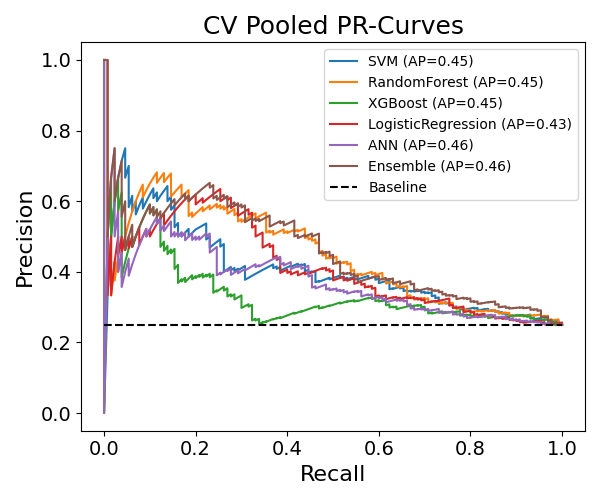 CV Pooled PR-Curves
SVM (AP=0.45)
RandomForest (AP=0.45)
XGBoost (AP=0.45)
LogisticRegression (AP=0.43)
ANN (AP=0.46)
Ensemble (AP=0.46)
Baseline
Precision
1.0
0.8
0.6
0.4
0.2
0.0
0.0 0.2 0.4 0.6 0.8 1.0
Recall